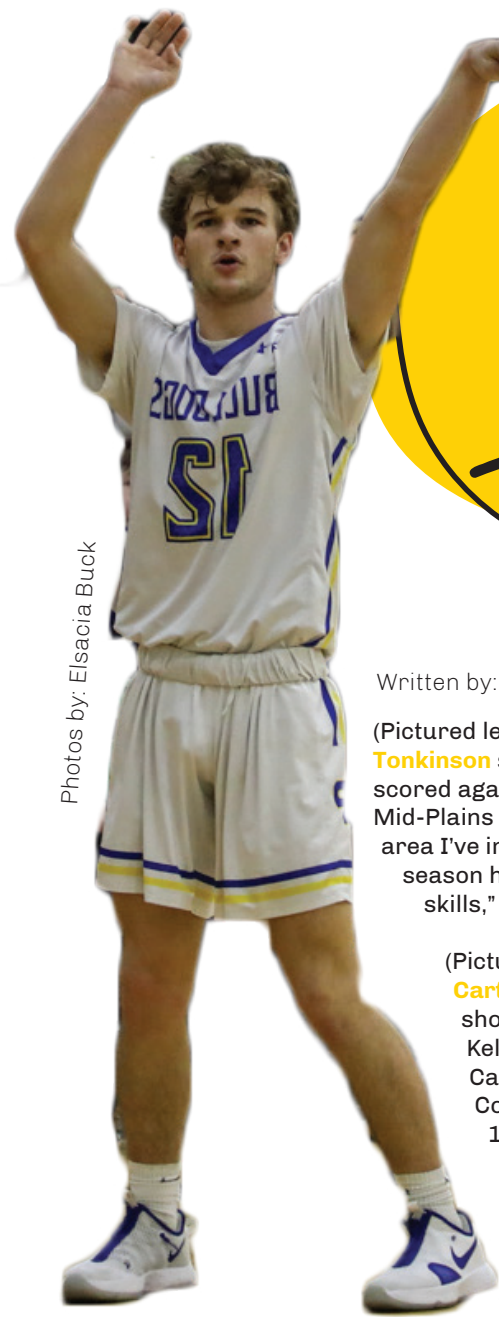 BULLDOGS
12
Photos by: Elsacia Buck
Written by:
(Pictured le
Tonkinson s
scored aga
Mid-Plains
area I've in
season h
skills,"
(Pictu
Cart
sho
Kel
Ca
Co
1